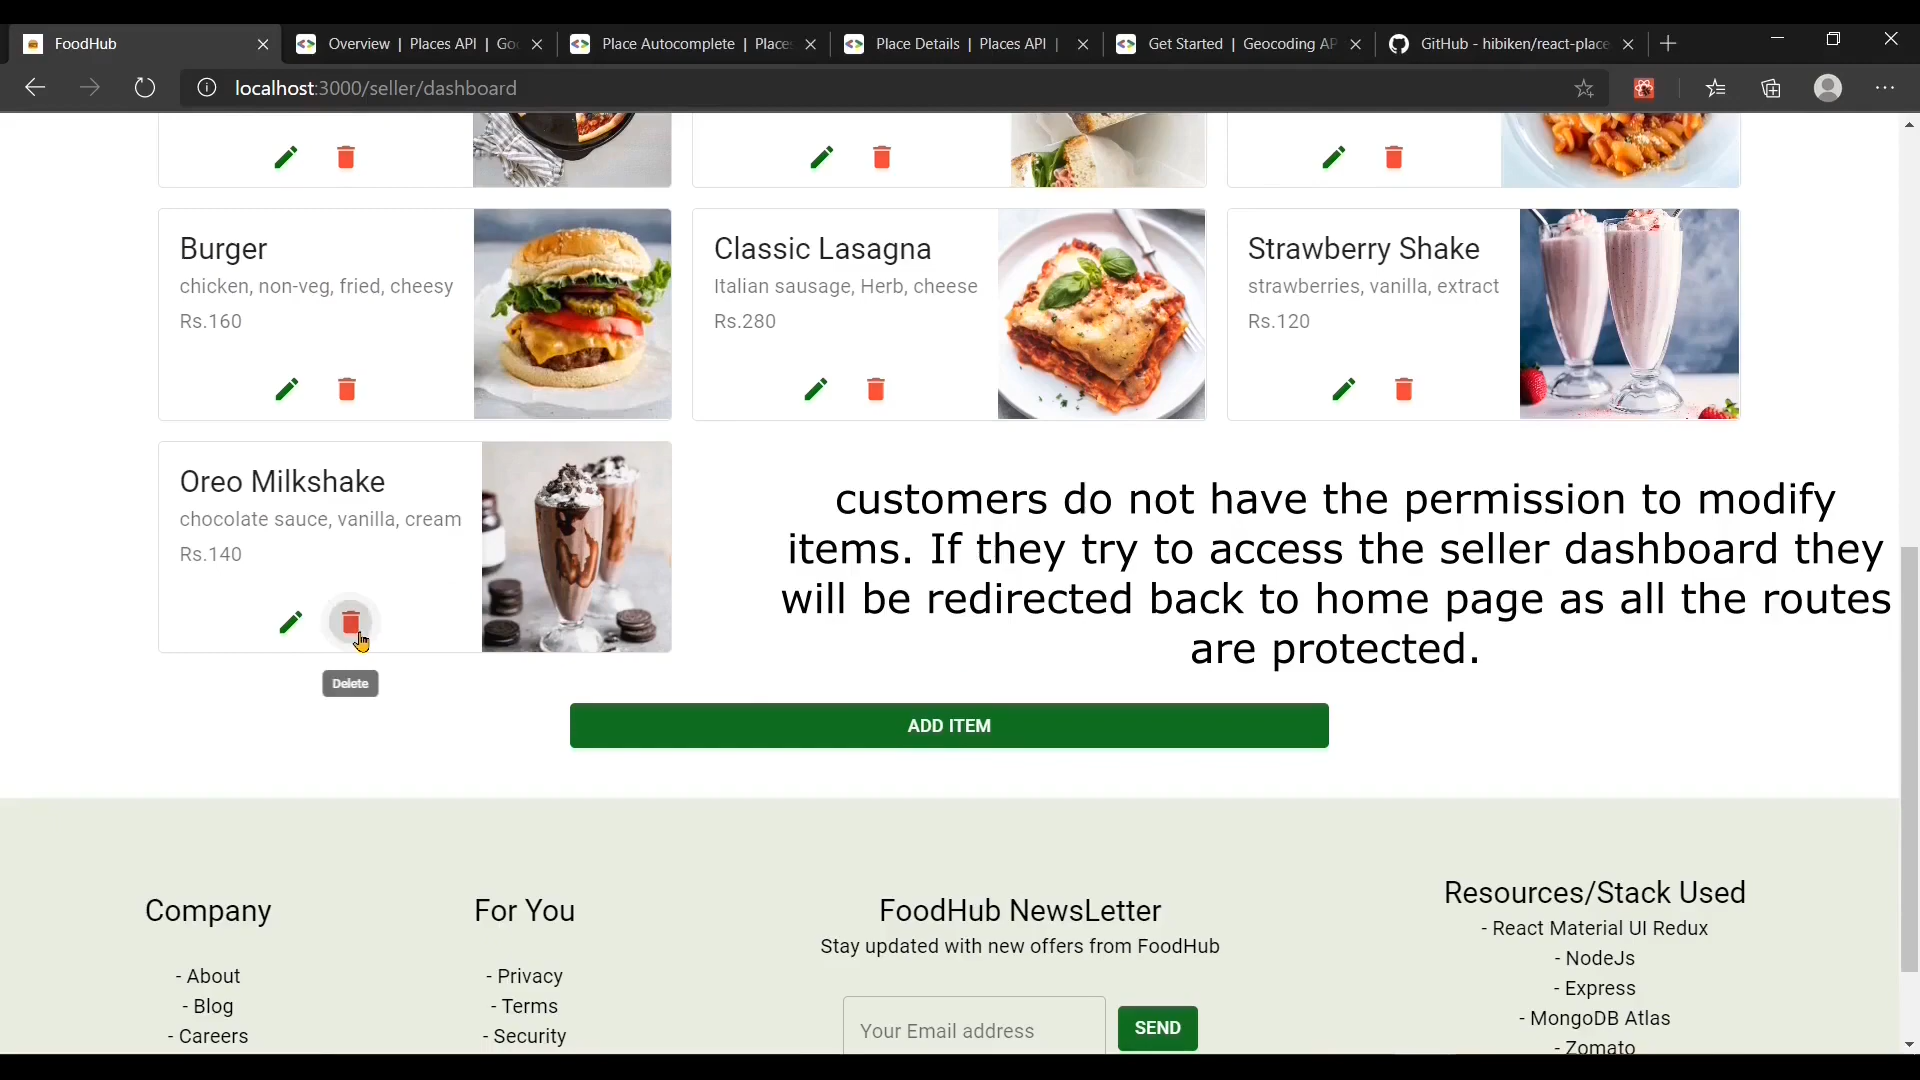 FoodHub
Overview | Places API | Goo
Place Autocomplete | Places
Place Details | Places API |
Get Started | Geocoding AP
GitHub - hibiken/react-place
localhost:3000/seller/dashboard
Burger
chicken, non-veg, fried, cheesy
Rs.160
Classic Lasagna
Italian sausage, Herb, cheese
Rs.280
Strawberry Shake
strawberries, vanilla, extract
Rs.120
Oreo Milkshake
chocolate sauce, vanilla, cream
Rs.140
Delete
customers do not have the permission to modify
items. If they try to access the seller dashboard they
will be redirected back to home page as all the routes
are protected.
ADD ITEM
Company
- About
- Blog
- Careers
For You
- Privacy
- Terms
- Security
FoodHub NewsLetter
Stay updated with new offers from FoodHub
Your Email address
SEND
Resources/Stack Used
- React Material UI Redux
- NodeJs
- Express
- MongoDB Atlas
- Zomato